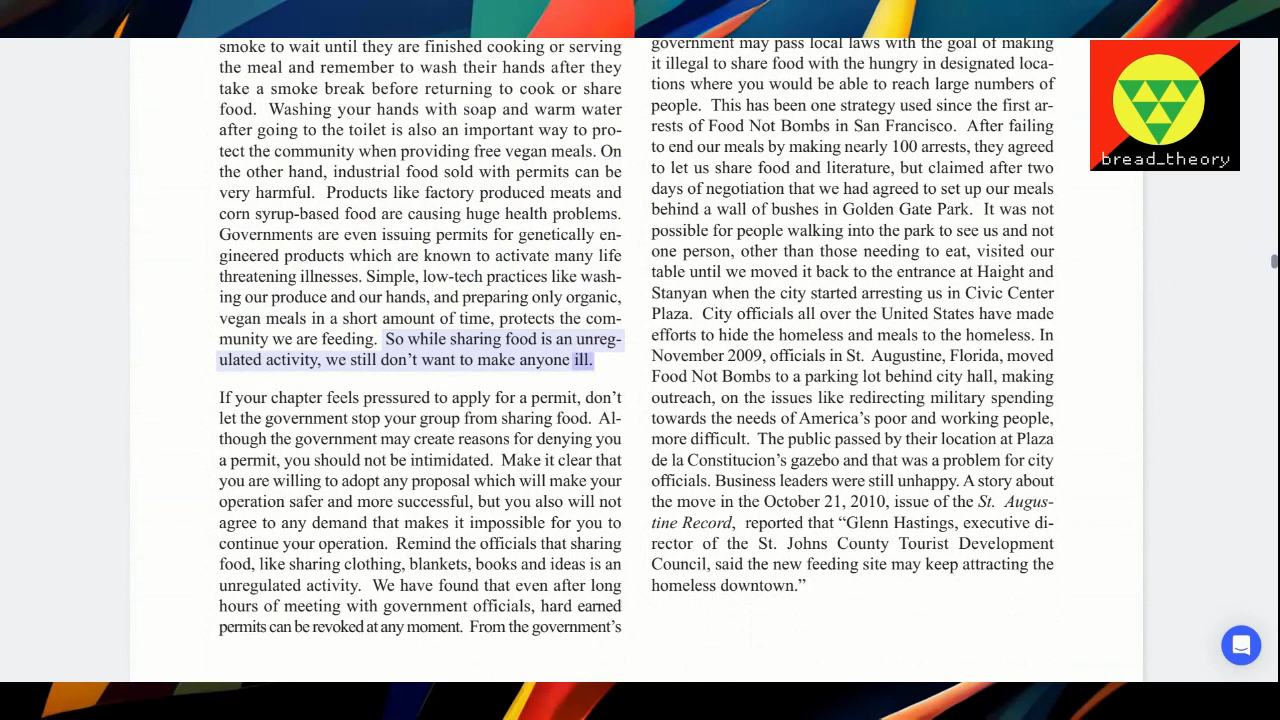 smoke to wait until they are finished cooking or serving
the meal and remember to wash their hands after they
take a smoke break before returning to cook or share
food.  Washing your hands with soap and warm water
after going to the toilet is also an important way to pro-
tect the community when providing free vegan meals. On
the other hand, industrial food sold with permits can be
very harmful.  Products like factory produced meats and
corn syrup-based food are causing huge health problems.
Governments are even issuing permits for genetically en-
gineered products which are known to activate many life
threatening illnesses. Simple, low-tech practices like wash-
ing our produce and our hands, and preparing only organic,
vegan meals in a short amount of time, protects the com-
munity we are feeding.  So while sharing food is an unreg-
ulated activity, we still don’t want to make anyone ill.
If your chapter feels pressured to apply for a permit, don’t
let the government stop your group from sharing food.  Al-
though the government may create reasons for denying you
a permit, you should not be intimidated.  Make it clear that
you are willing to adopt any proposal which will make your
operation safer and more successful, but you also will not
agree to any demand that makes it impossible for you to
continue your operation.  Remind the officials that sharing
food, like sharing clothing, blankets, books and ideas is an
unregulated activity.  We have found that even after long
hours of meeting with government officials, hard earned
permits can be revoked at any moment.  From the government’s
government may pass local laws with the goal of making
it illegal to share food with the hungry in designated loca-
tions where you would be able to reach large numbers of
people.  This has been one strategy used since the first ar-
rests of Food Not Bombs in San Francisco.  After failing
to end our meals by making nearly 100 arrests, they agreed
to let us share food and literature, but claimed after two
days of negotiation that we had agreed to set up our meals
behind a wall of bushes in Golden Gate Park.  It was not
possible for people walking into the park to see us and not
one person, other than those needing to eat, visited our
table until we moved it back to the entrance at Haight and
Stanyan when the city started arresting us in Civic Center
Plaza.  City officials all over the United States have made
efforts to hide the homeless and meals to the homeless. In
November 2009, officials in St.  Augustine, Florida, moved
Food Not Bombs to a parking lot behind city hall, making
outreach, on the issues like redirecting military spending
towards the needs of America’s poor and working people,
more difficult.  The public passed by their location at Plaza
de la Constitucion’s gazebo and that was a problem for city
officials. Business leaders were still unhappy. A story about
the move in the October 21, 2010, issue of the St. Augus-
tine Record,  reported that “Glenn Hastings, executive di-
rector of the St. Johns County Tourist Development
Council, said the new feeding site may keep attracting the
homeless downtown.”
bread_theory